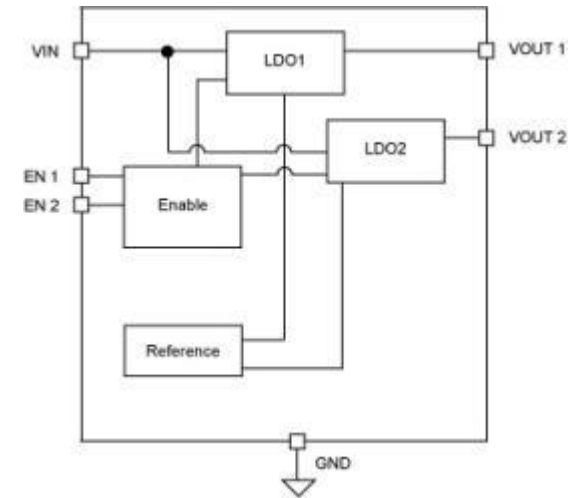 VIN
LDO1
VOUT 1
LDO2
VOUT 2
EN 1
EN 2
Enable
Reference
GND